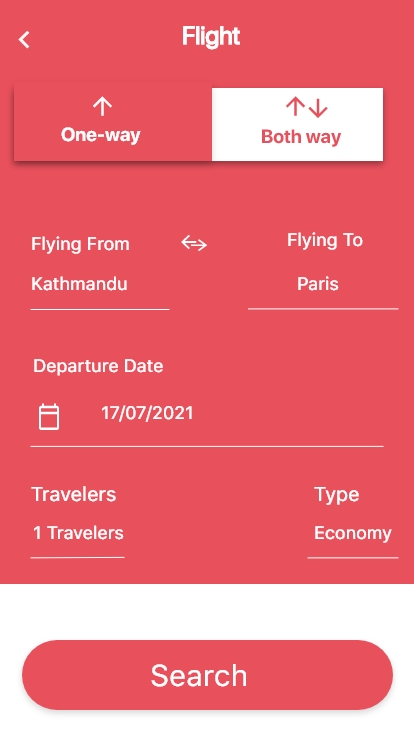 Flight
One-way
Both way
Flying From
Flying To
Kathmandu
Paris
Departure Date
17/07/2021
Travelers
Type
1 Travelers
Economy
Search